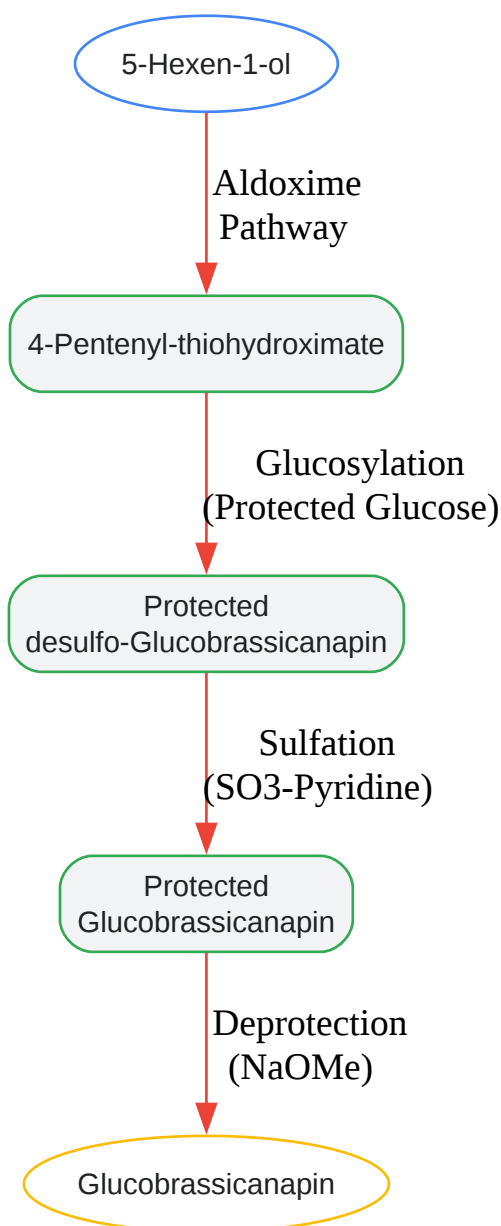 5-Hexen-1-ol
Aldoxime
Pathway
4-Pentenyl-thiohydroximate
Glucosylation
(Protected Glucose)
Protected
desulfo-Glucobrassicanapin
Sulfation
(SO3-Pyridine)
Protected
Glucobrassicanapin
Deprotection
(NaOMe)
Glucobrassicanapin